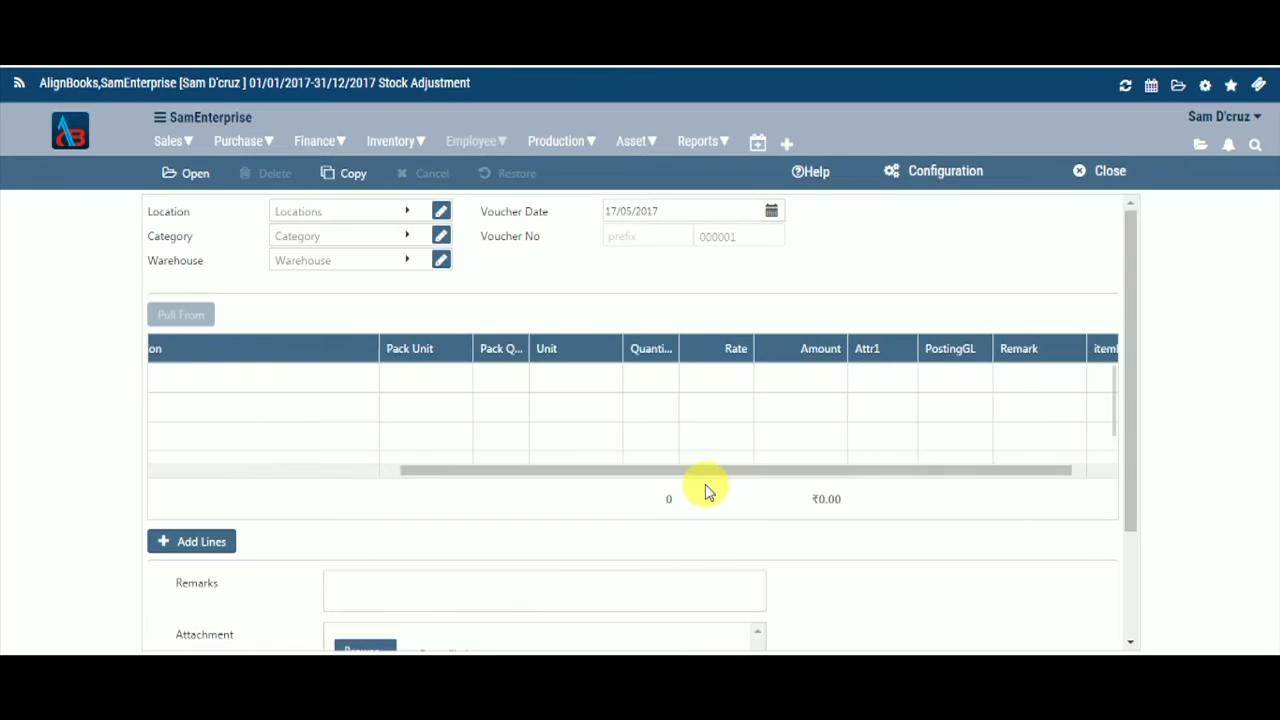 AlignBooks,SamEnterprise [Sam D'cruz ] 01/01/2017-31/12/2017 Stock Adjustment
SamEnterprise
Sam D'cruz
Sales Purchase Finance Inventory Employee Production Asset Reports
Open Delete Copy Cancel Restore Help Configuration Close
Location Locations Voucher Date 17/05/2017
Category Category Voucher No prefix 000001
Warehouse Warehouse
Pull From
on Pack Unit Pack Q... Unit Quanti... Rate Amount Attr1 PostingGL Remark
0 ₹0.00
Add Lines
Remarks
Attachment